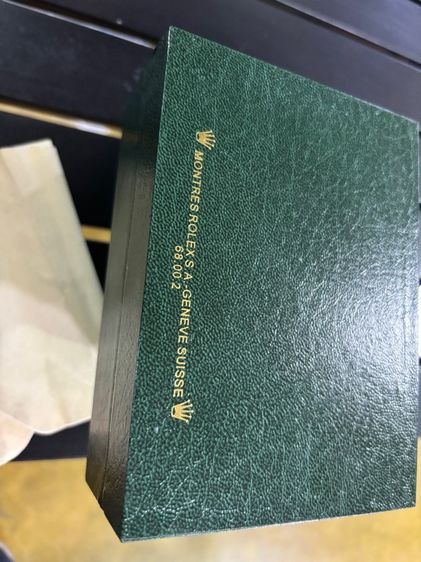 MONTRES ROLEX S. A.-GENEVE SUISSE
68.00.2